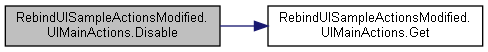 RebindUISampleActionsModified.
UIMainActions.Disable
RebindUISampleActionsModified.
UIMainActions.Get